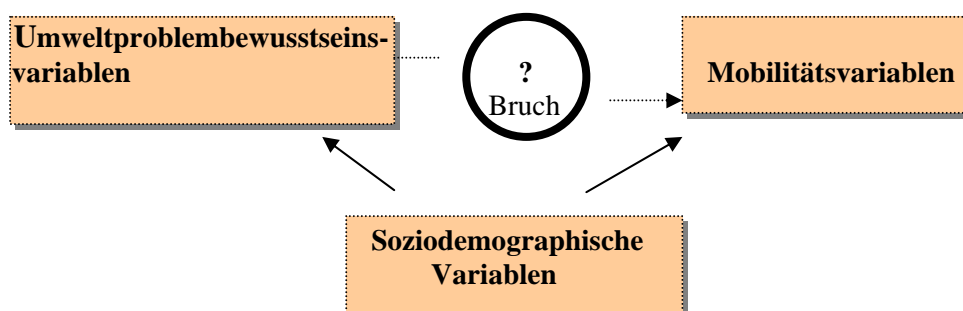 Umweltproblembewusstseins-
variablen
?
Bruch
Mobilitätsvariablen
Soziodemographische
Variablen